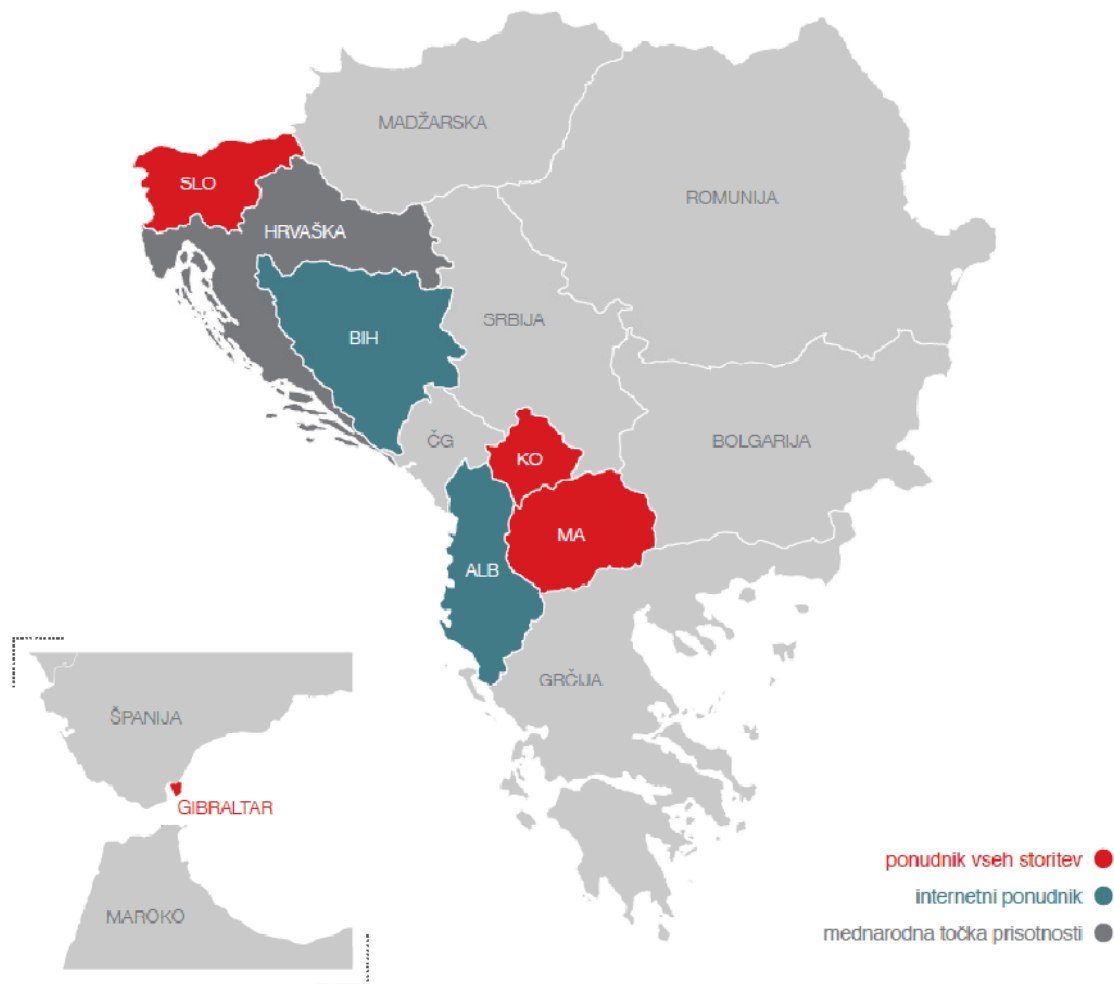 MADŽARSKA
SLO
ROMUNIJA
HRVAŠKA
SRBIJA
BIH
ČG
BOLGARIJA
KO
MA
ALB
GRČIJA
ŠPANIJA
GIBRALTAR
MAROKO
ponudnik vseh storitev
internetni ponudnik
mednarodna točka prisotnosti